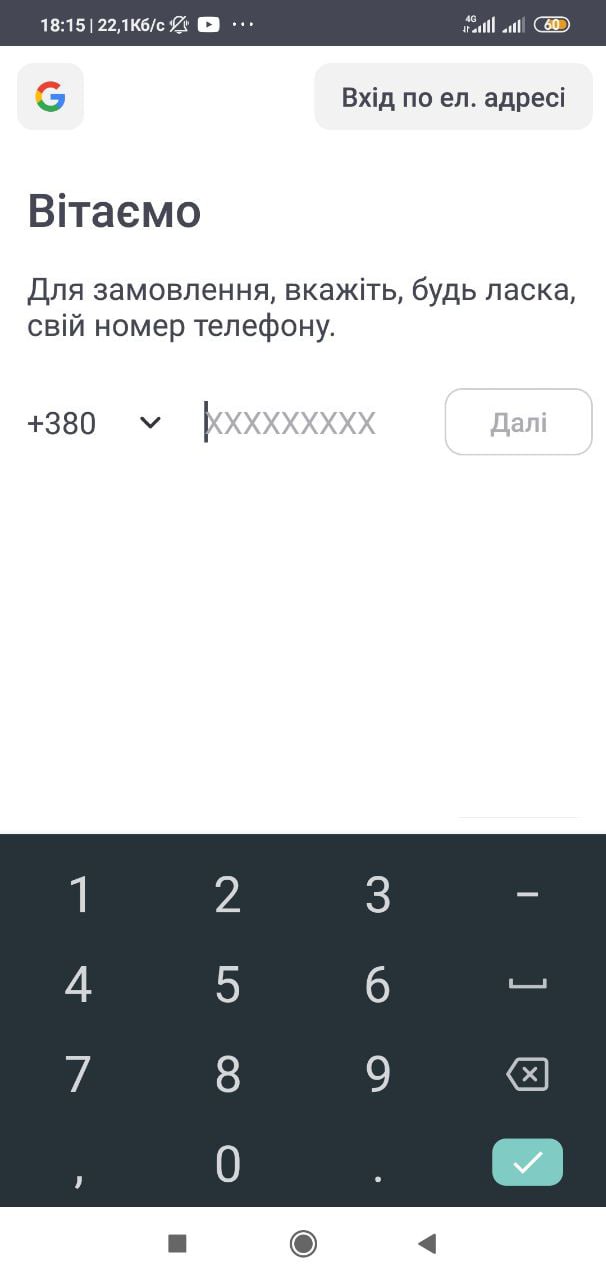 18:15 | 22,1Кб/с ...
4G 60
Вхід по ел. адресі
Вітаємо
Для замовлення, вкажіть, будь ласка,
свій номер телефону.
+380 XXXXXXXXX Далі
1 2 3 –
4 5 6
7 8 9
, 0 .